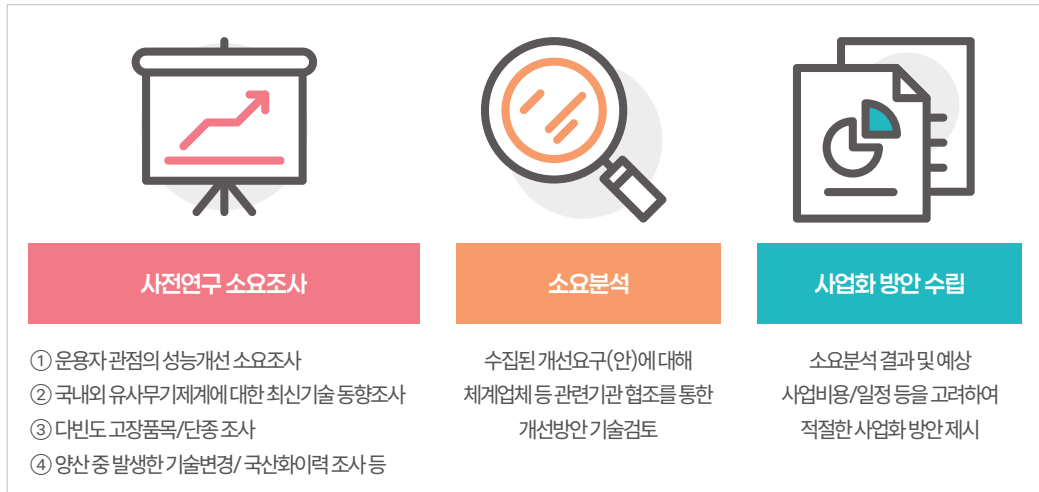 사전연구 소요조사
① 운용자 관점의 성능개선 소요조사
② 국내외 유사무기제계에 대한 최신기술 동향조사
③ 다빈도 고장품목/단종 조사
④ 양산 중 발생한 기술변경/ 국산화이력 조사 등
소요분석
수집된 개선요구(안)에 대해
체계업체 등 관련기관 협조를 통한
개선방안 기술검토
사업화 방안 수립
소요분석 결과 및 예상
사업비용/일정 등을 고려하여
적절한 사업화 방안 제시